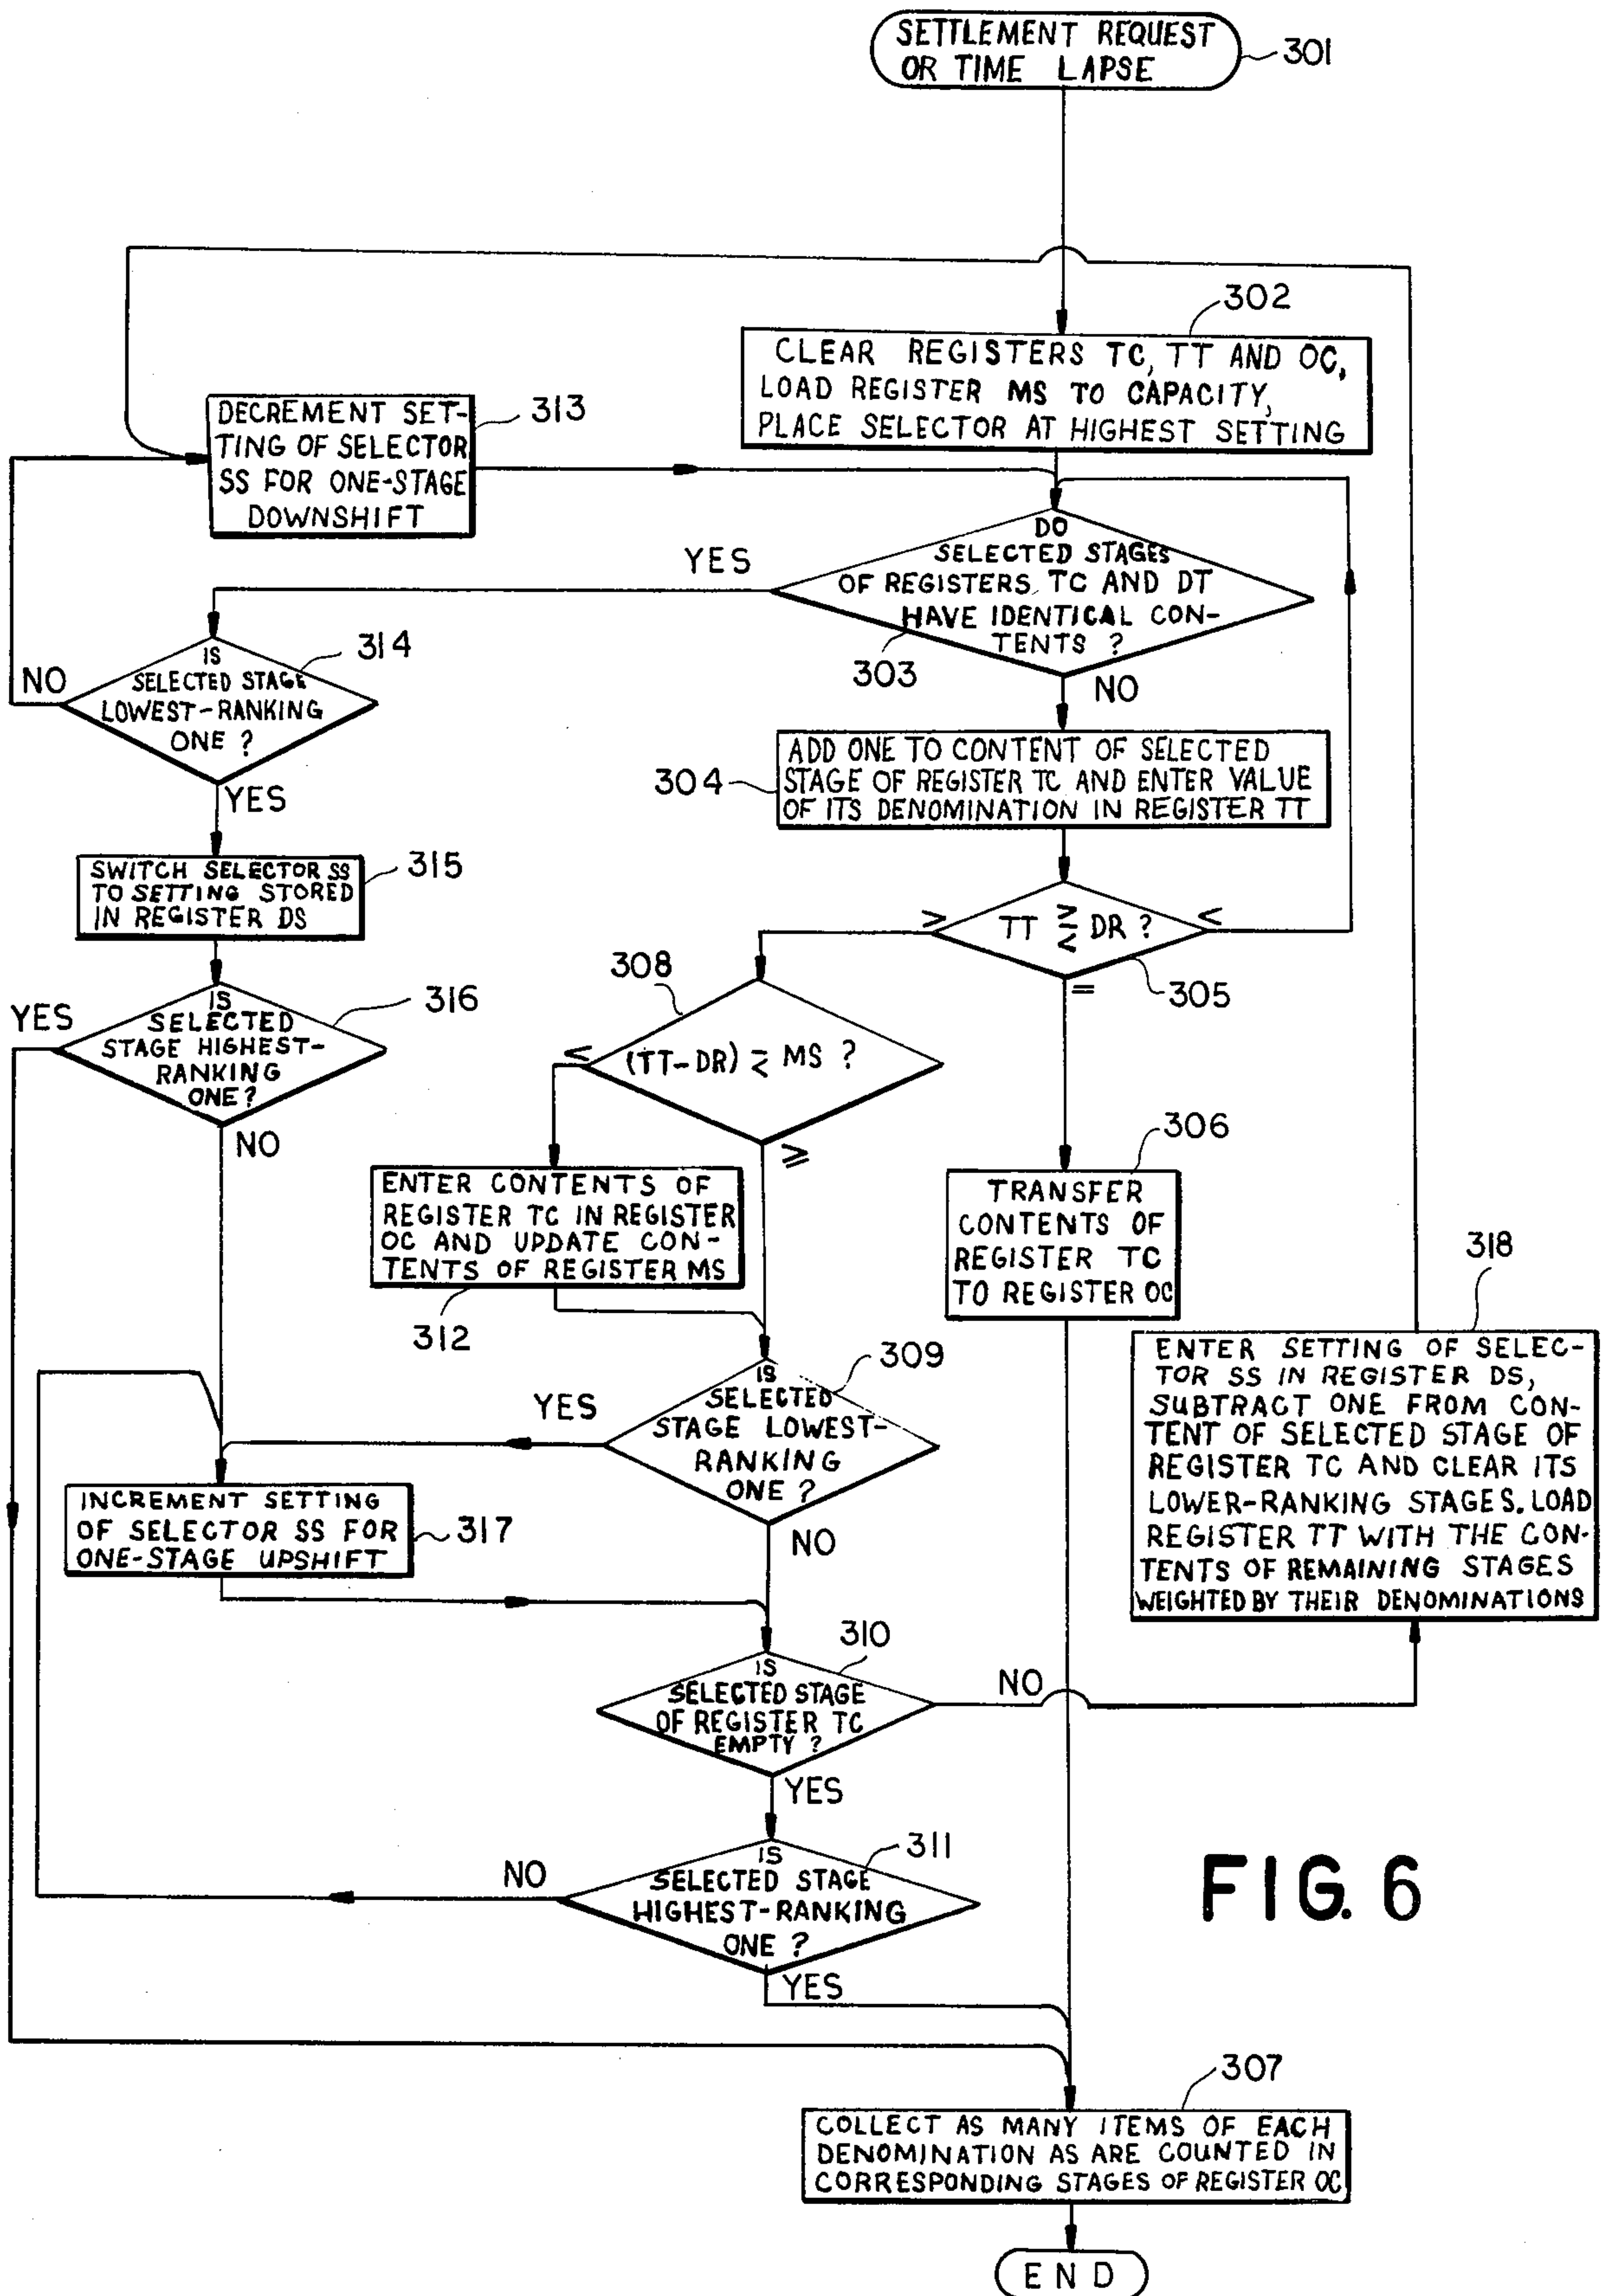 SETTLEMENT REQUEST
OR TIME LAPSE
301
302
CLEAR REGISTERS TC, TT AND OC,
LOAD REGISTER MS TO CAPACITY,
PLACE SELECTOR AT HIGHEST SETTING
DECREMENT SET-
TING OF SELECTOR
SS FOR ONE-STAGE
DOWNSHIFT
313
DO
SELECTED STAGES
OF REGISTERS TC AND DT
HAVE IDENTICAL CON-
TENTS ?
303
YES
NO
IS
SELECTED STAGE
LOWEST-RANKING
ONE ?
314
NO
YES
304
ADD ONE TO CONTENT OF SELECTED
STAGE OF REGISTER TC AND ENTER VALUE
OF ITS DENOMINATION IN REGISTER TT
SWITCH SELECTOR SS
TO SETTING STORED
IN REGISTER DS
315
>
TT ⋛ DR ?
<
=
305
308
(TT-DR) ≷ MS ?
<
≥
IS
SELECTED
STAGE HIGHEST-
RANKING
ONE ?
316
YES
NO
306
TRANSFER
CONTENTS OF
REGISTER TC
TO REGISTER OC
ENTER CONTENTS OF
REGISTER TC IN REGISTER
OC AND UPDATE CON-
TENTS OF REGISTER MS
312
318
ENTER SETTING OF SELEC-
TOR SS IN REGISTER DS,
SUBTRACT ONE FROM CON-
TENT OF SELECTED STAGE OF
REGISTER TC AND CLEAR ITS
LOWER-RANKING STAGES. LOAD
REGISTER TT WITH THE CON-
TENTS OF REMAINING STAGES
WEIGHTED BY THEIR DENOMINATIONS
309
IS
SELECTED
STAGE LOWEST-
RANKING
ONE ?
YES
NO
INCREMENT SETTING
OF SELECTOR SS FOR
ONE-STAGE UPSHIFT
317
310
IS
SELECTED STAGE
OF REGISTER TC
EMPTY ?
NO
YES
311
IS
SELECTED STAGE
HIGHEST-RANKING
ONE ?
NO
YES
FIG. 6
307
COLLECT AS MANY ITEMS OF EACH
DENOMINATION AS ARE COUNTED IN
CORRESPONDING STAGES OF REGISTER OC
END